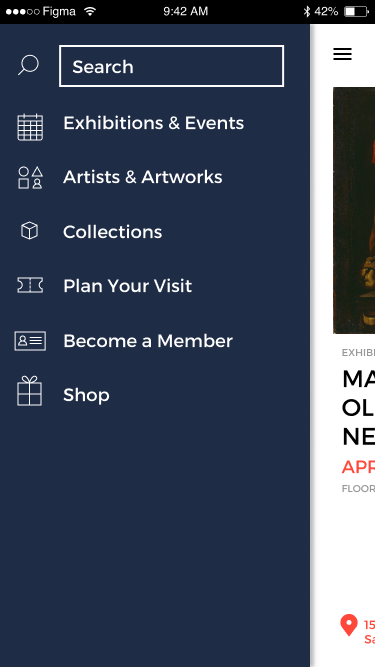 Figma 9:42 AM 42%
Search
Exhibitions & Events
Artists & Artworks
Collections
Plan Your Visit
Become a Member
Shop
EXHIBI
MA
OL
NE
APR
FLOOR
15
Sa